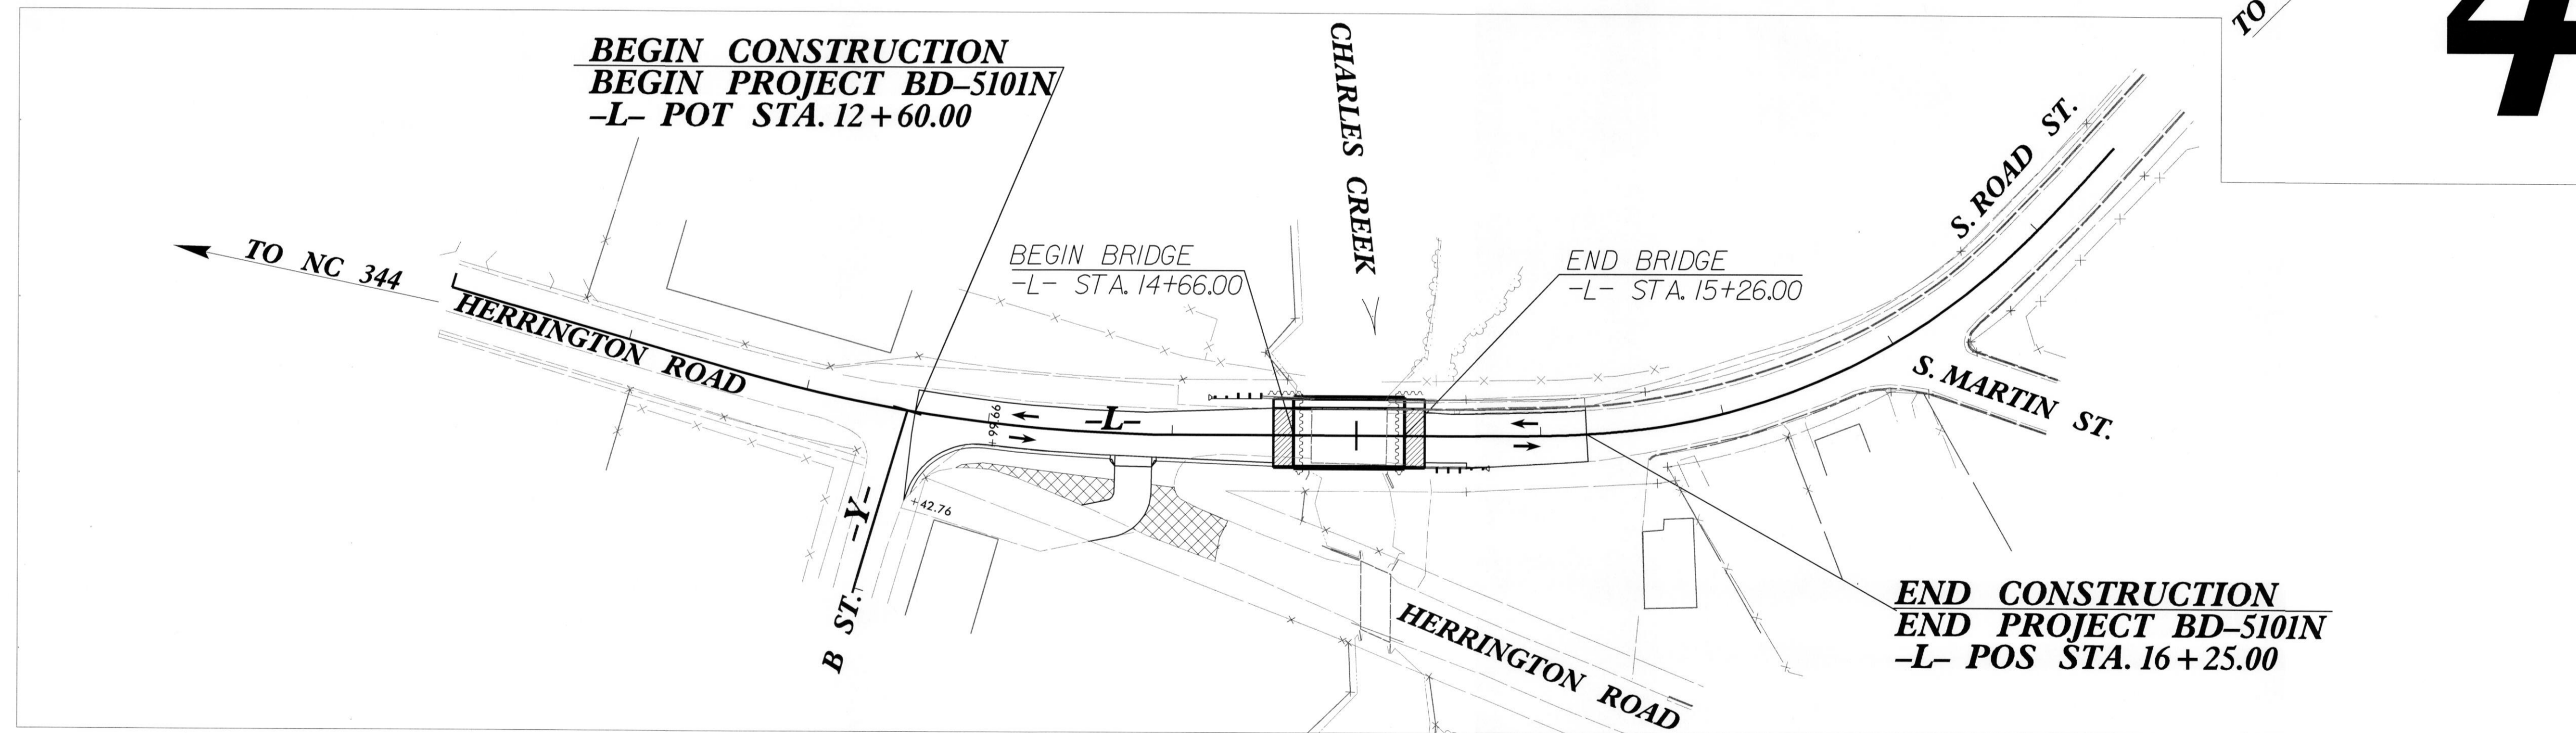 TO
4
BEGIN CONSTRUCTION
BEGIN PROJECT BD-5101N
-L- POT STA. 12+60.00
CHARLES CREEK
S. ROAD ST.
TO NC 344
BEGIN BRIDGE
-L- STA. 14+66.00
END BRIDGE
-L- STA. 15+26.00
HERRINGTON ROAD
S. MARTIN ST.
+99.66
-L-
-Y-
+42.76
B ST.
HERRINGTON ROAD
END CONSTRUCTION
END PROJECT BD-5101N
-L- POS STA. 16+25.00